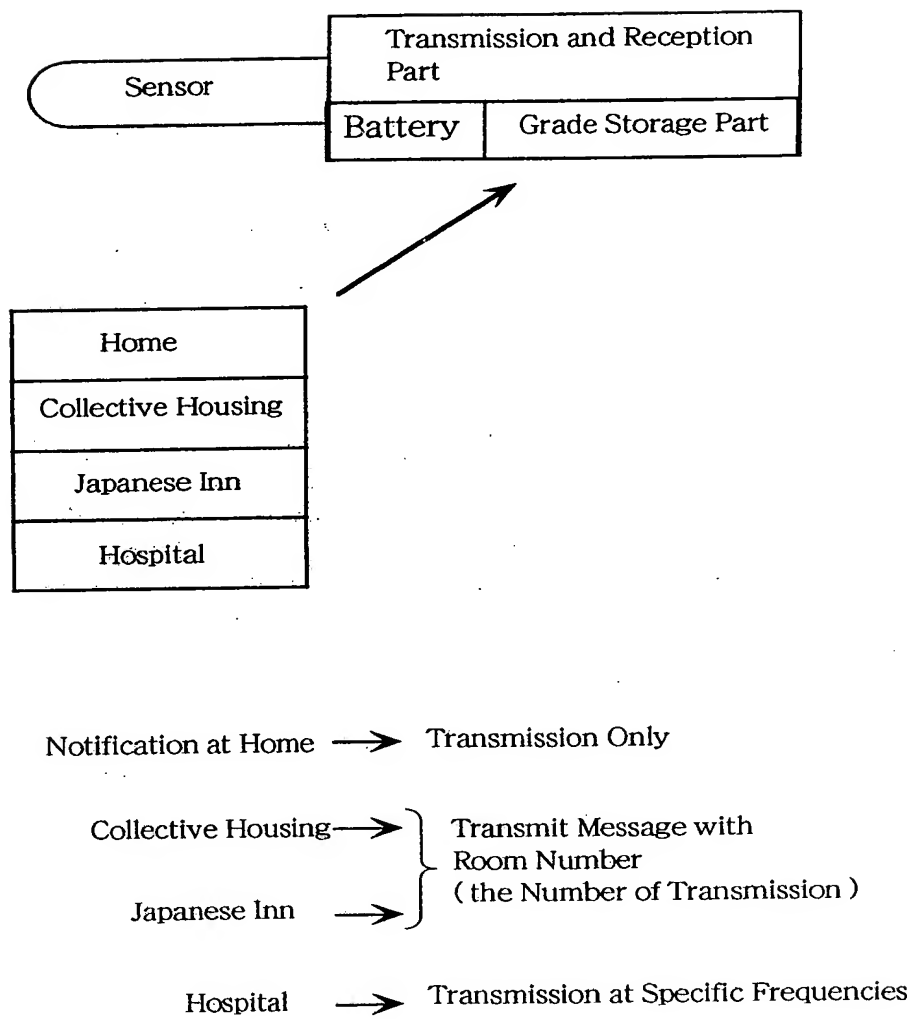 Transmission and Reception
Part
Sensor
Battery
Grade Storage Part
Home
Collective Housing
Japanese Inn
Hospital
Notification at Home
Transmission Only
Collective Housing
Transmit Message with
Room Number
( the Number of Transmission )
Japanese Inn
Hospital
Transmission at Specific Frequencies